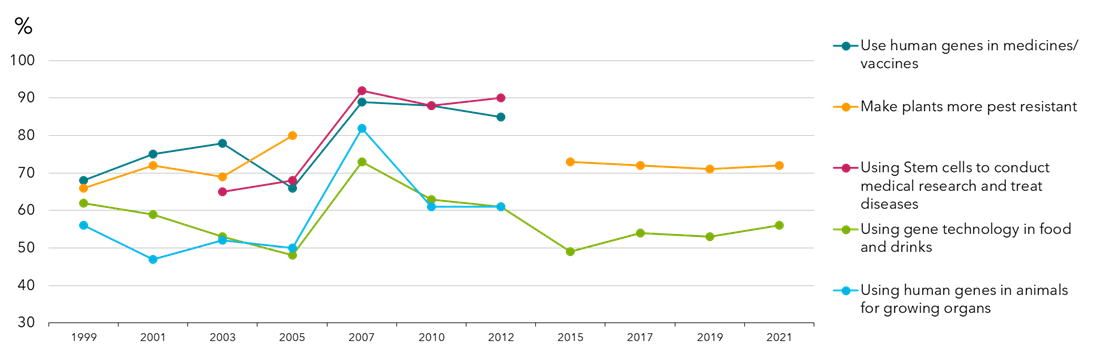 %
100
90
80
70
60
50
40
30
1999 2001 2003 2005 2007 2010 2012 2015 2017 2019 2021
Use human genes in medicines/
vaccines
Make plants more pest resistant
Using Stem cells to conduct
medical research and treat
diseases
Using gene technology in food
and drinks
Using human genes in animals
for growing organs